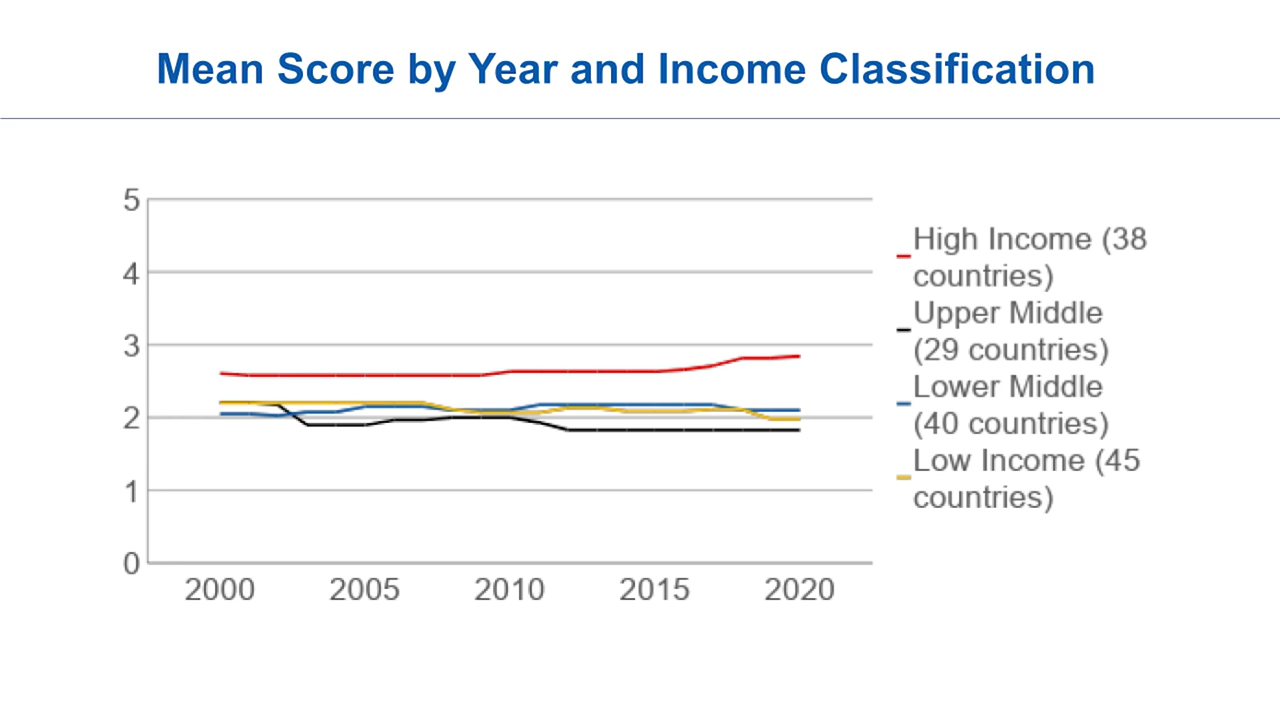 Mean Score by Year and Income Classification
5
4
3
2
1
0
2000 2005 2010 2015 2020
High Income (38
countries)
Upper Middle
(29 countries)
Lower Middle
(40 countries)
Low Income (45
countries)